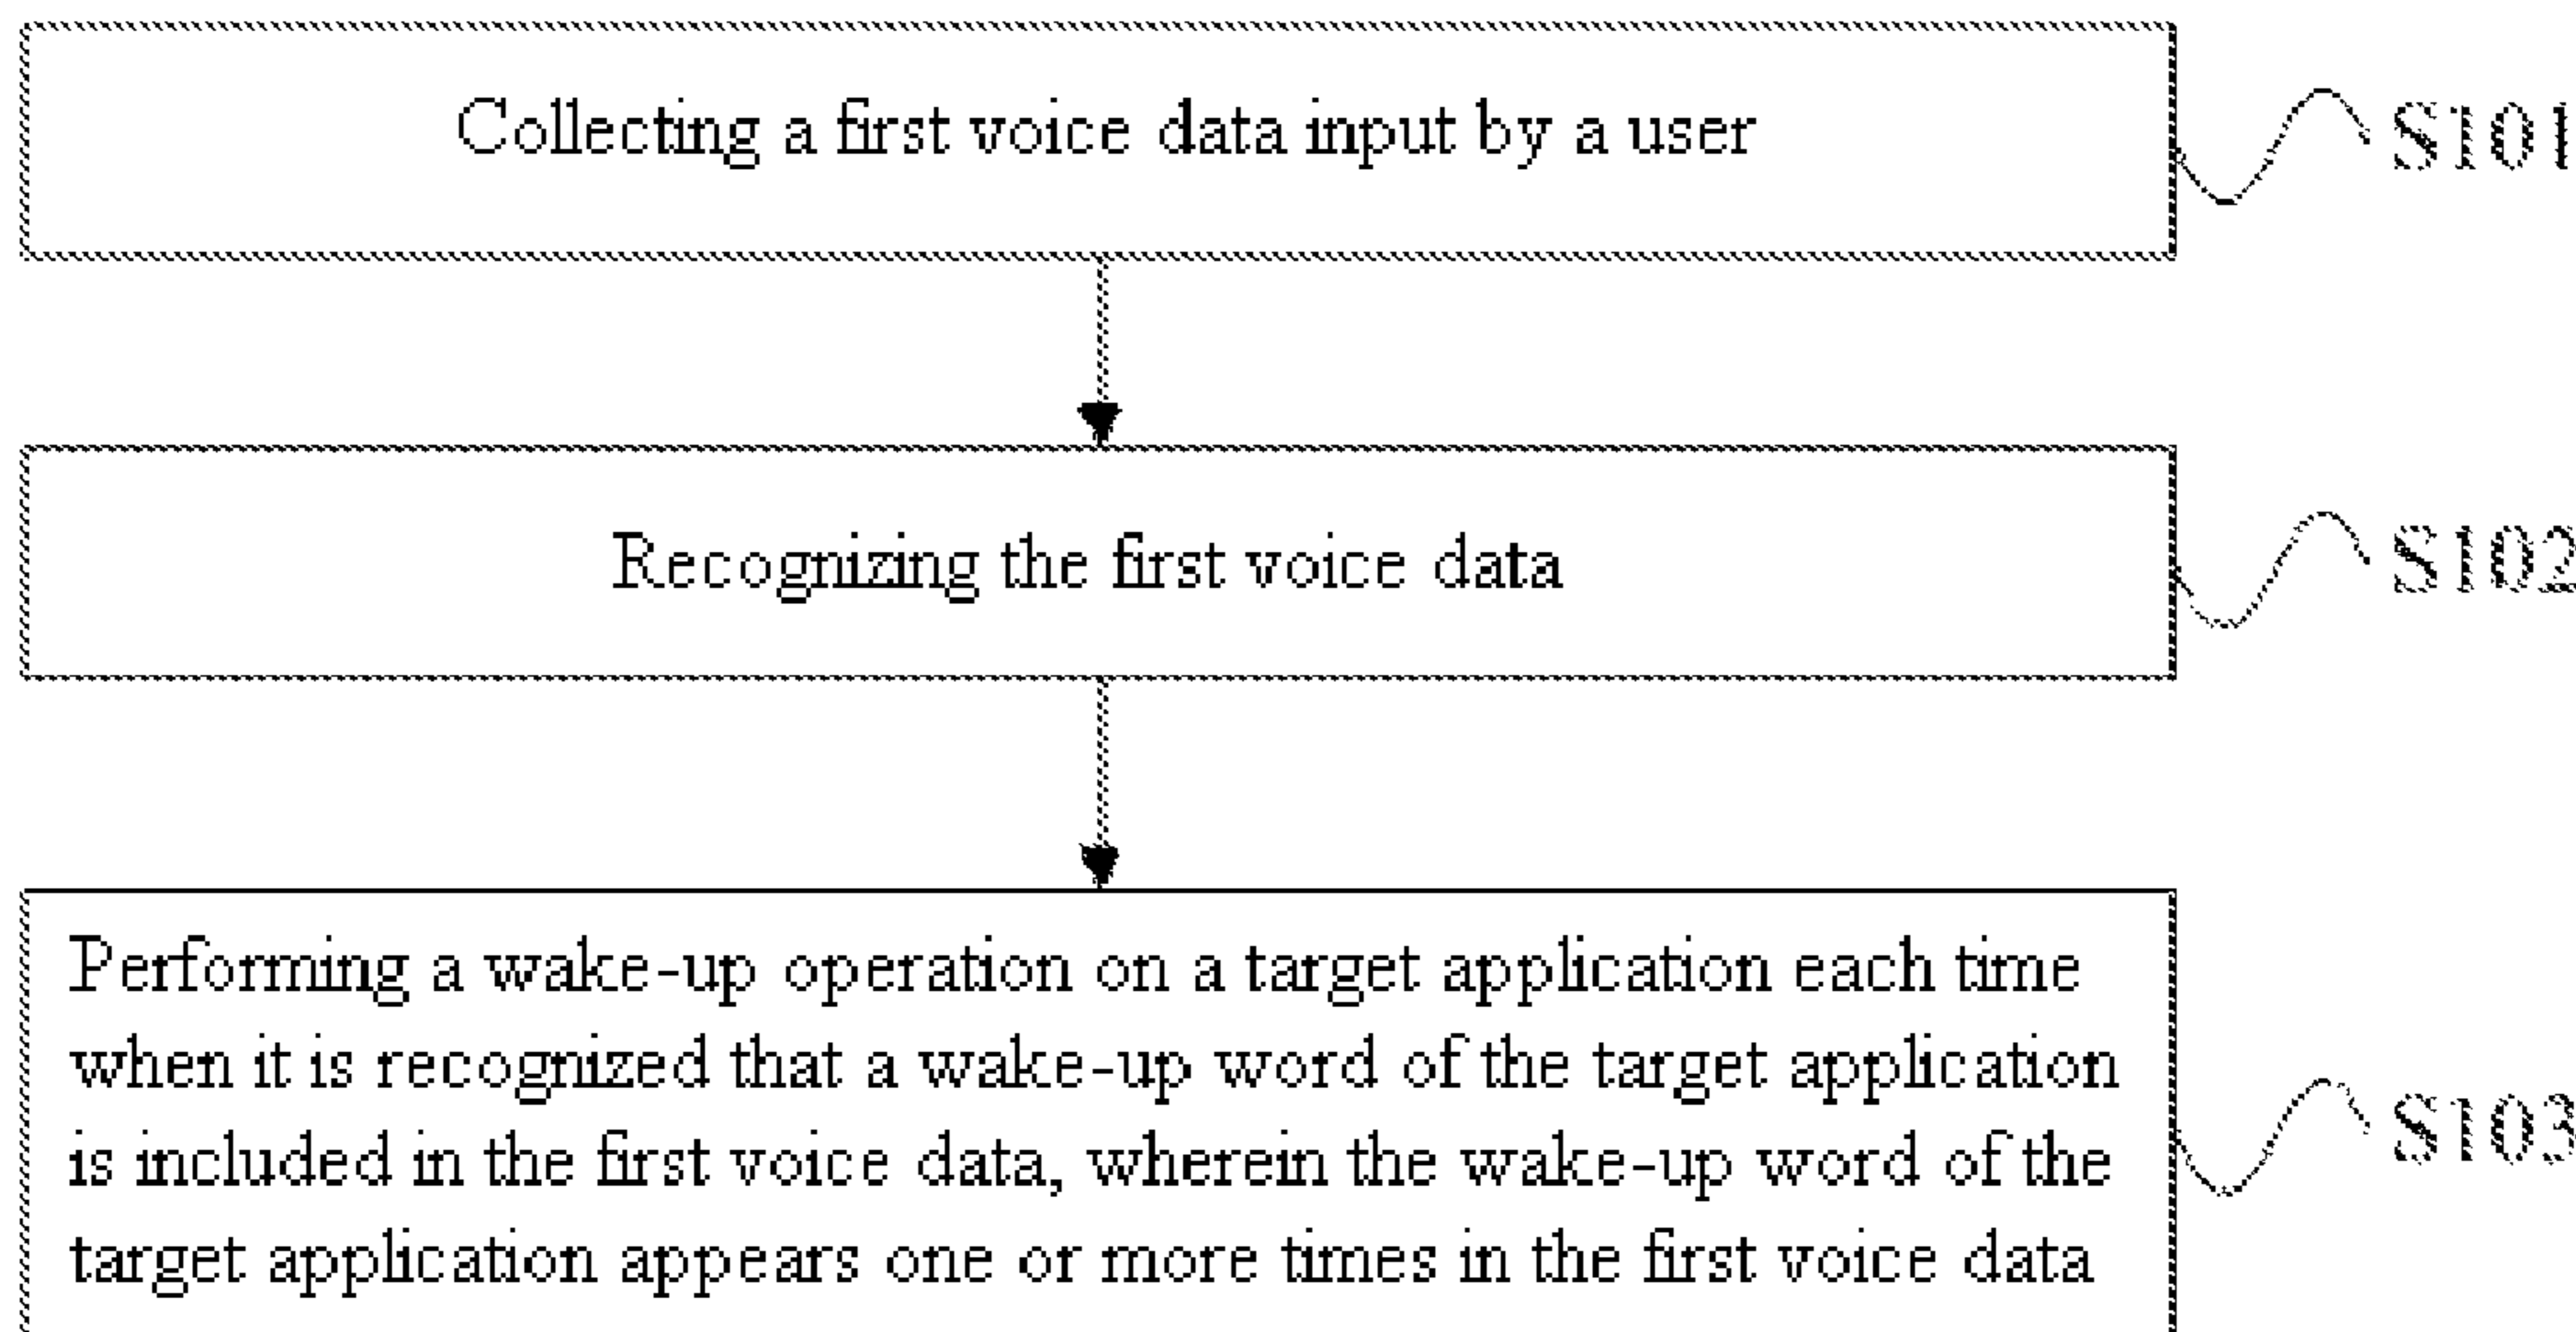 Collecting a first voice data input by a user
S101
Recognizing the first voice data
S102
Performing a wake-up operation on a target application each time
when it is recognized that a wake-up word of the target application
is included in the first voice data, wherein the wake-up word of the
target application appears one or more times in the first voice data
S103